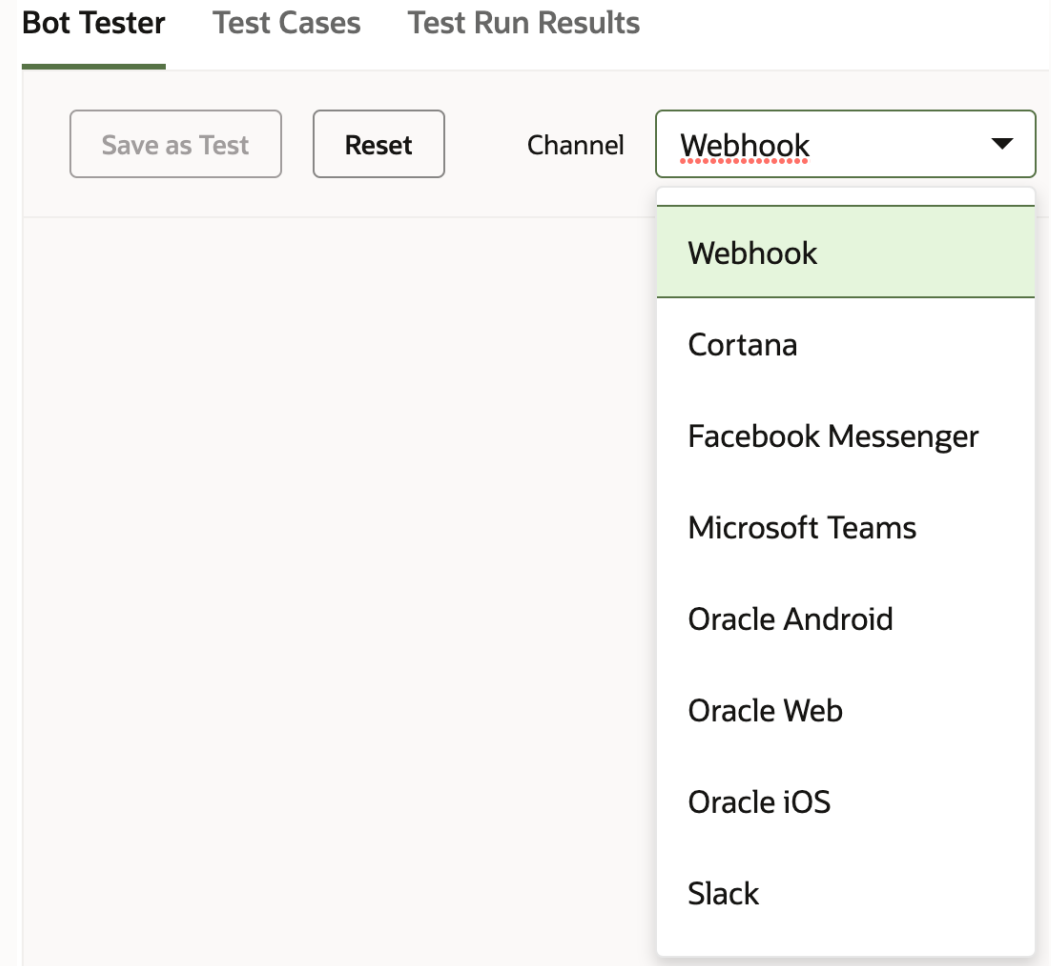 Bot Tester Test Cases Test Run Results
Save as Test Reset Channel Webhook
Webhook
Cortana
Facebook Messenger
Microsoft Teams
Oracle Android
Oracle Web
Oracle iOS
Slack